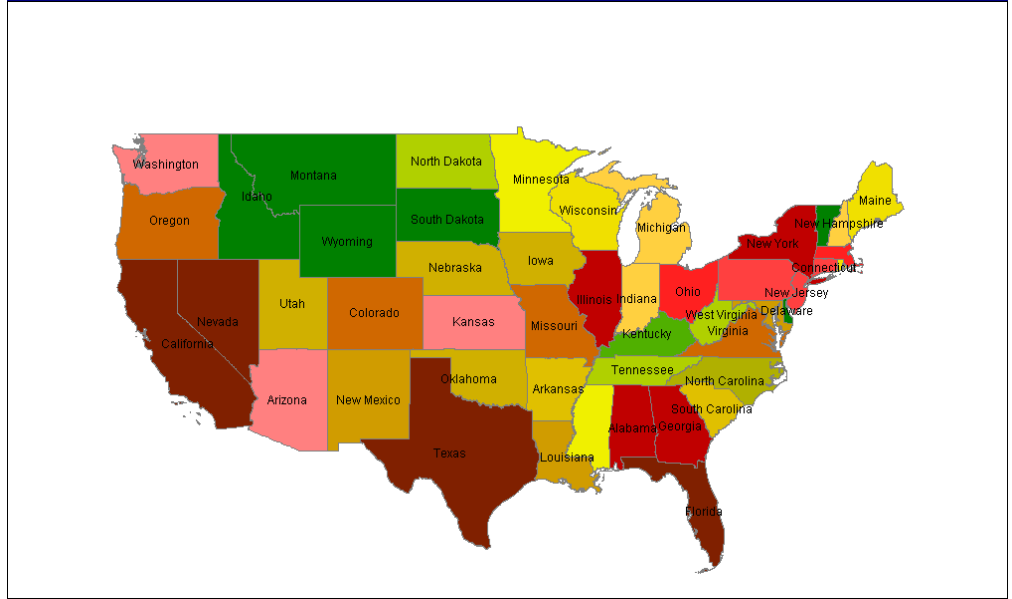 Washington
North Dakota
Montana
Minnesota
Idaho
Maine
Oregon
South Dakota
Wisconsin
New Hampshire
Michigan
Wyoming
New York
Iowa
Nebraska
Connecticut
Utah
Illinois
Indiana
Ohio
New Jersey
Colorado
Delaware
Nevada
Kansas
Missouri
West Virginia
Virginia
California
Kentucky
Tennessee
Oklahoma
North Carolina
Arkansas
Arizona
New Mexico
South Carolina
Alabama
Georgia
Texas
Louisiana
Florida